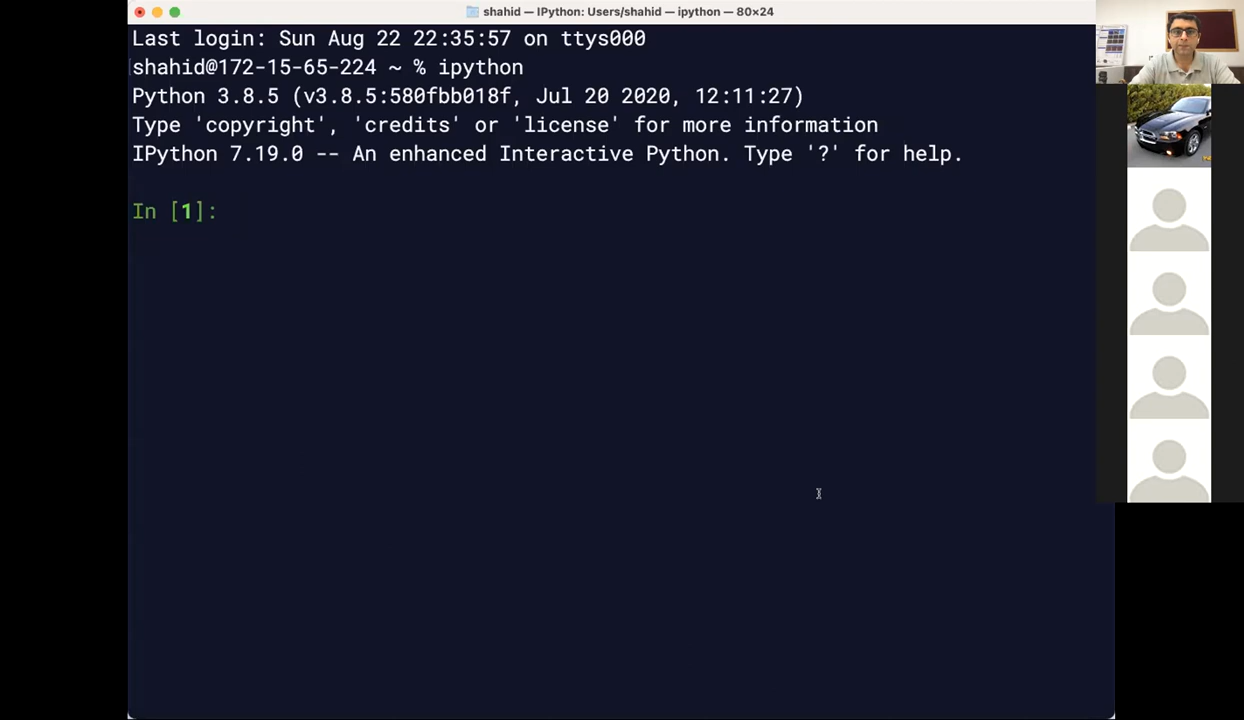 shahid — IPython: Users/shahid — ipython — 80×24
Last login: Sun Aug 22 22:35:57 on ttys000
shahid@172-15-65-224 ~ % ipython
Python 3.8.5 (v3.8.5:580fbb018f, Jul 20 2020, 12:11:27)
Type 'copyright', 'credits' or 'license' for more information
IPython 7.19.0 -- An enhanced Interactive Python. Type '?' for help.
In [1]: